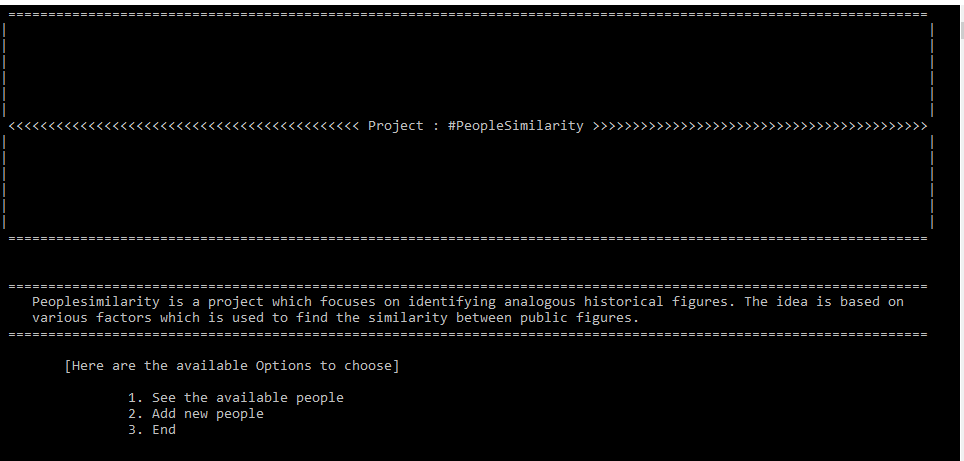 ===================================================================================================================
<<<<<<<<<<<<<<<<<<<<<<<<<<<<<<<<<<<<<<<<<<<< Project : #PeopleSimilarity >>>>>>>>>>>>>>>>>>>>>>>>>>>>>>>>>>>>>>>>>>
===================================================================================================================
===================================================================================================================
Peoplesimilarity is a project which focuses on identifying analogous historical figures. The idea is based on
various factors which is used to find the similarity between public figures.
===================================================================================================================
[Here are the available Options to choose]
1. See the available people
2. Add new people
3. End